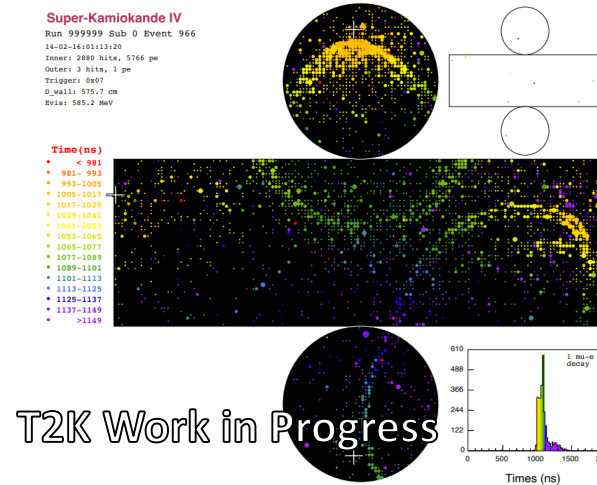 Super-Kamiokande IV
Run 999999 Sub 0 Event 966
14-02-16:01:13:20
Inner: 2880 hits, 5766 pe
Outer: 3 hits, 1 pe
Trigger: 0x07
D_wall: 575.7 cm
Evis: 585.2 MeV
Time(ns)
< 981
981- 993
993-1005
1005-1017
1017-1029
1029-1041
1041-1053
1053-1065
1065-1077
1077-1089
1089-1101
1101-1113
1113-1125
1125-1137
1137-1149
>1149
610
488
366
244
122
0
1 mu-e
decay
0 500 1000 1500
Times (ns)
T2K Work in Progress